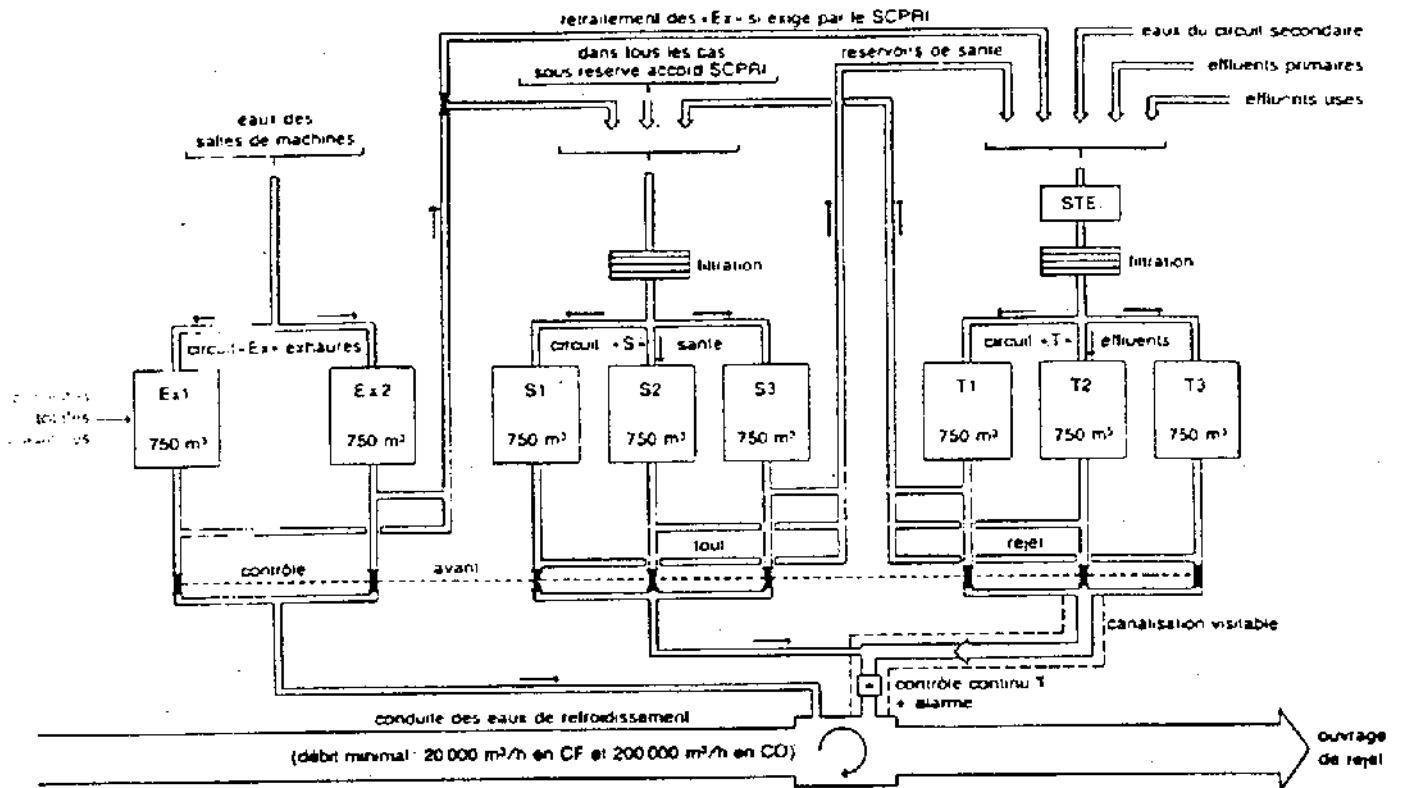 retraitement des «Ex» si exigé par le SCPRI
dans tous les cas
sous reserve accord SCPRI
reservoirs de sante
eaux du circuit secondaire
effluents primaires
effluents uses
eaux des
salles de machines
STE
filtration
filtration
circuit «Ex» exhaures
circuit «S» sante
circuit «T» effluents
Ex1
750 m³
Ex2
750 m³
S1
750 m³
S2
750 m³
S3
750 m³
T1
750 m³
T2
750 m³
T3
750 m³
contrôle avant tout rejet
canalisation visitable
contrôle continu
+ alarme
conduite des eaux de refroidissement
(débit minimal: 20 000 m³/h en CF et 200 000 m³/h en CO)
ouvrage
de rejet